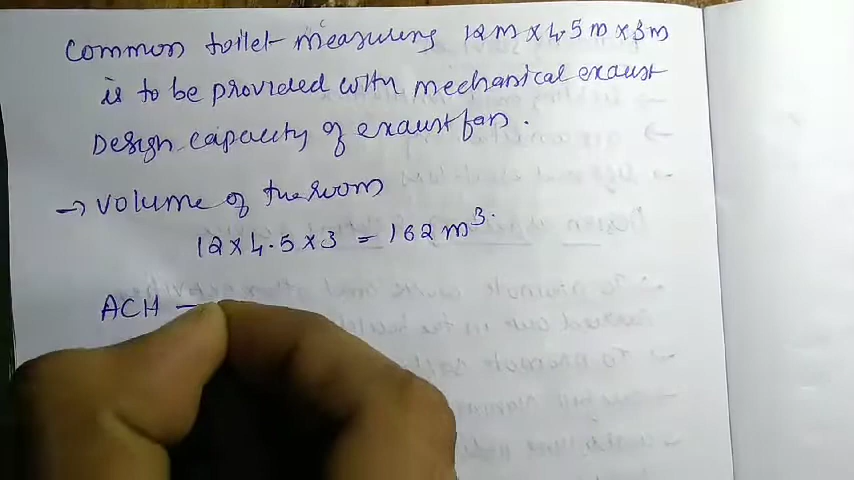 Common toilet measuring 12m x 4.5m x 3m
is to be provided with mechanical exaust
Design capacity of exaust fan.
→ Volume of the room
12 x 4.5 x 3 = 162 m³.
ACH –